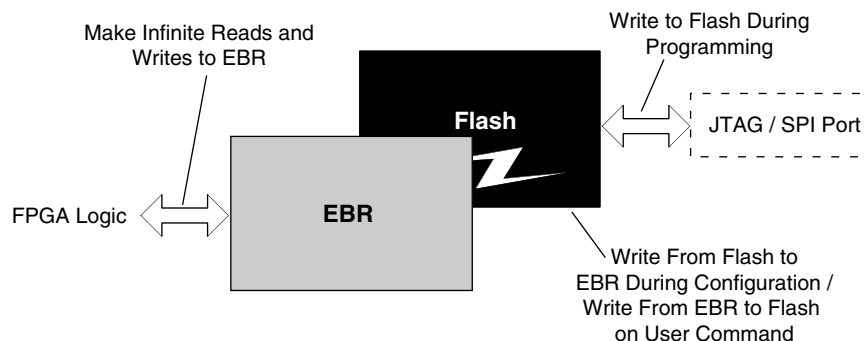 Make Infinite Reads and
Writes to EBR
Write to Flash During
Programming
Flash
JTAG / SPI Port
FPGA Logic
EBR
Write From Flash to
EBR During Configuration /
Write From EBR to Flash
on User Command